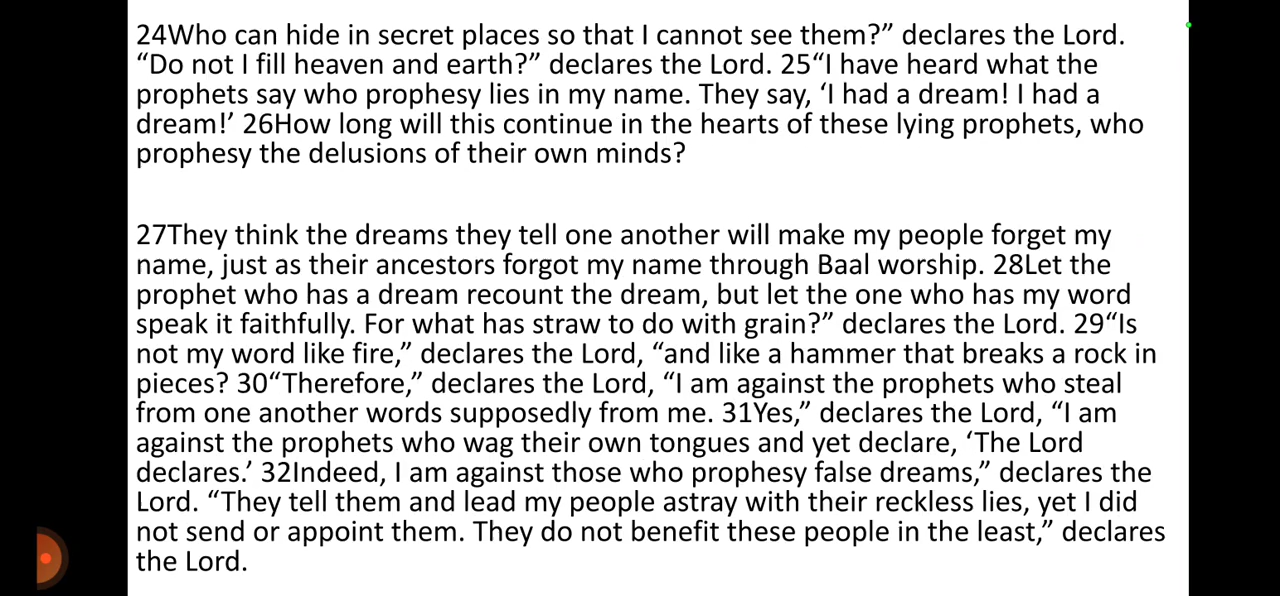 24Who can hide in secret places so that I cannot see them?” declares the Lord.
“Do not I fill heaven and earth?” declares the Lord. 25“I have heard what the
prophets say who prophesy lies in my name. They say, ‘I had a dream! I had a
dream!’ 26How long will this continue in the hearts of these lying prophets, who
prophesy the delusions of their own minds?
27They think the dreams they tell one another will make my people forget my
name, just as their ancestors forgot my name through Baal worship. 28Let the
prophet who has a dream recount the dream, but let the one who has my word
speak it faithfully. For what has straw to do with grain?” declares the Lord. 29“Is
not my word like fire,” declares the Lord, “and like a hammer that breaks a rock in
pieces? 30“Therefore,” declares the Lord, “I am against the prophets who steal
from one another words supposedly from me. 31Yes,” declares the Lord, “I am
against the prophets who wag their own tongues and yet declare, ‘The Lord
declares.’ 32Indeed, I am against those who prophesy false dreams,” declares the
Lord. “They tell them and lead my people astray with their reckless lies, yet I did
not send or appoint them. They do not benefit these people in the least,” declares
the Lord.